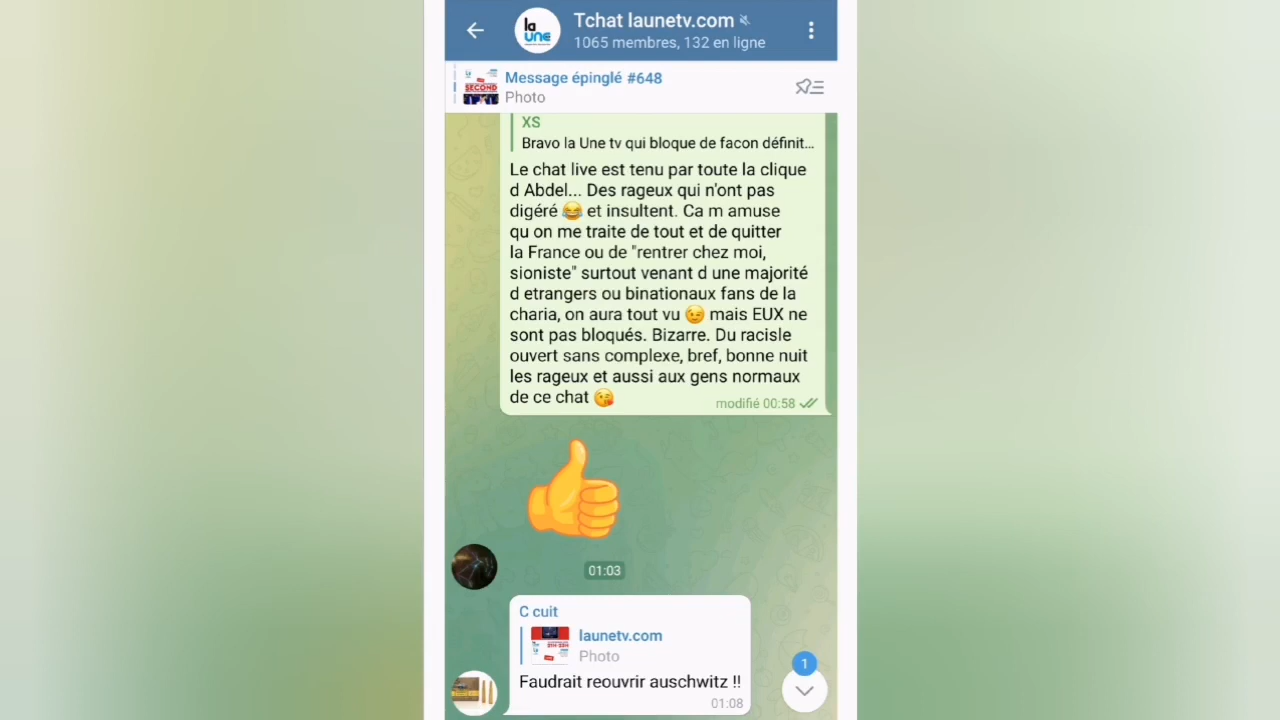 la
UNE
Tchat launetv.com
1065 membres, 132 en ligne
Message épinglé #648
SECOND
Photo
XS
Bravo la Une tv qui bloque de facon définit...
Le chat live est tenu par toute la clique
d Abdel... Des rageux qui n'ont pas
digéré 😂 et insultent. Ca m amuse
qu on me traite de tout et de quitter
la France ou de "rentrer chez moi,
sioniste" surtout venant d une majorité
d etrangers ou binationaux fans de la
charia, on aura tout vu 😉 mais EUX ne
sont pas bloqués. Bizarre. Du racisle
ouvert sans complexe, bref, bonne nuit
les rageux et aussi aux gens normaux
de ce chat 😘
modifié 00:58
01:03
C cuit
launetv.com
Photo
Faudrait reouvrir auschwitz !!
01:08
1